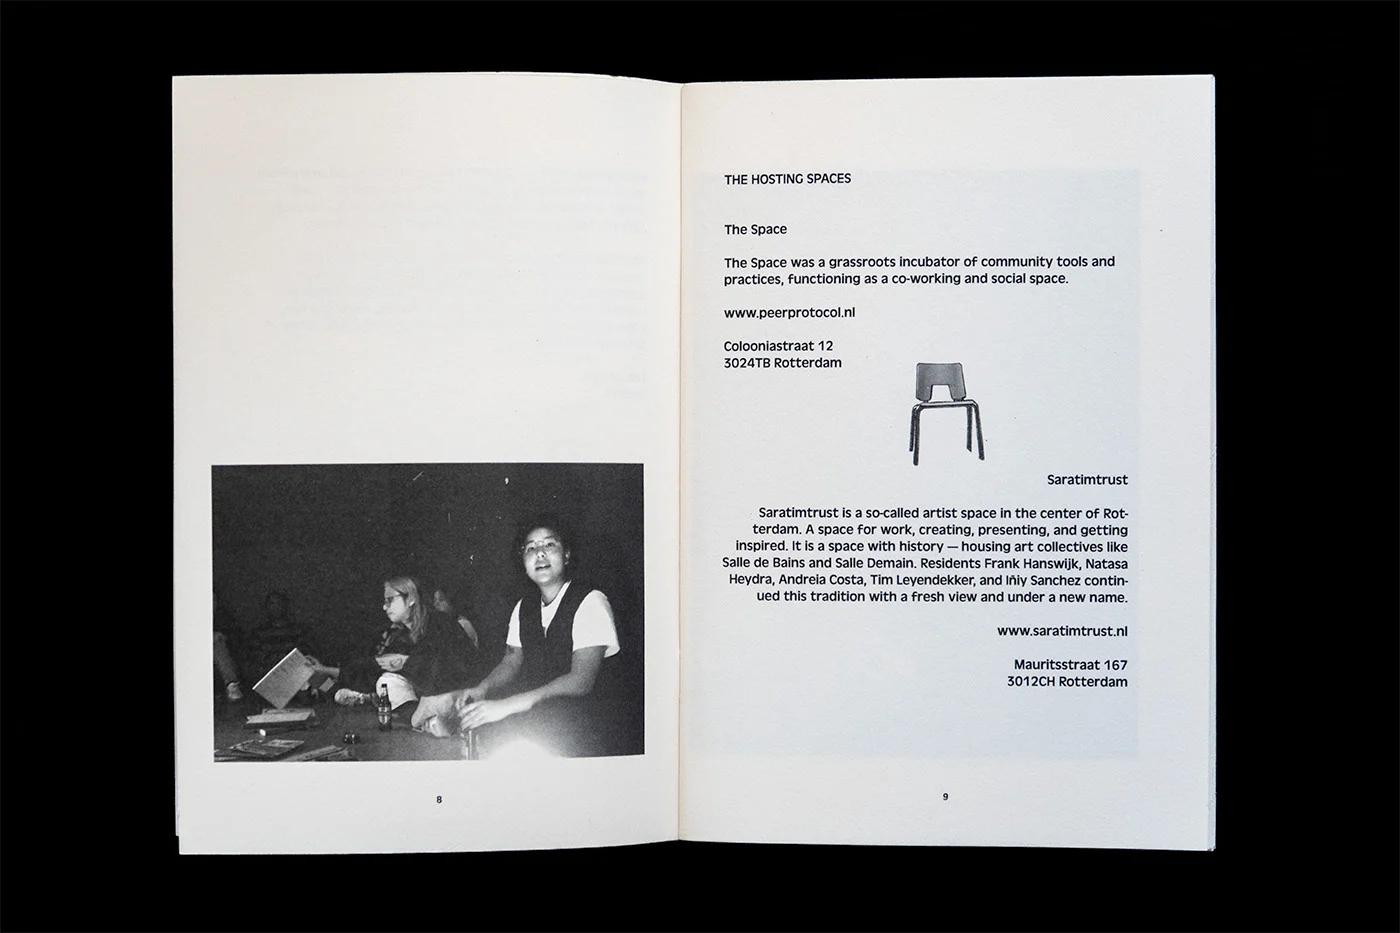 8
THE HOSTING SPACES
The Space
The Space was a grassroots incubator of community tools and
practices, functioning as a co-working and social space.
www.peerprotocol.nl
Colooniastraat 12
3024TB Rotterdam
Saratimtrust
Saratimtrust is a so-called artist space in the center of Rot-
terdam. A space for work, creating, presenting, and getting
inspired. It is a space with history — housing art collectives like
Salle de Bains and Salle Demain. Residents Frank Hanswijk, Natasa
Heydra, Andreia Costa, Tim Leyendekker, and Iñiy Sanchez contin-
ued this tradition with a fresh view and under a new name.
www.saratimtrust.nl
Mauritsstraat 167
3012CH Rotterdam
9